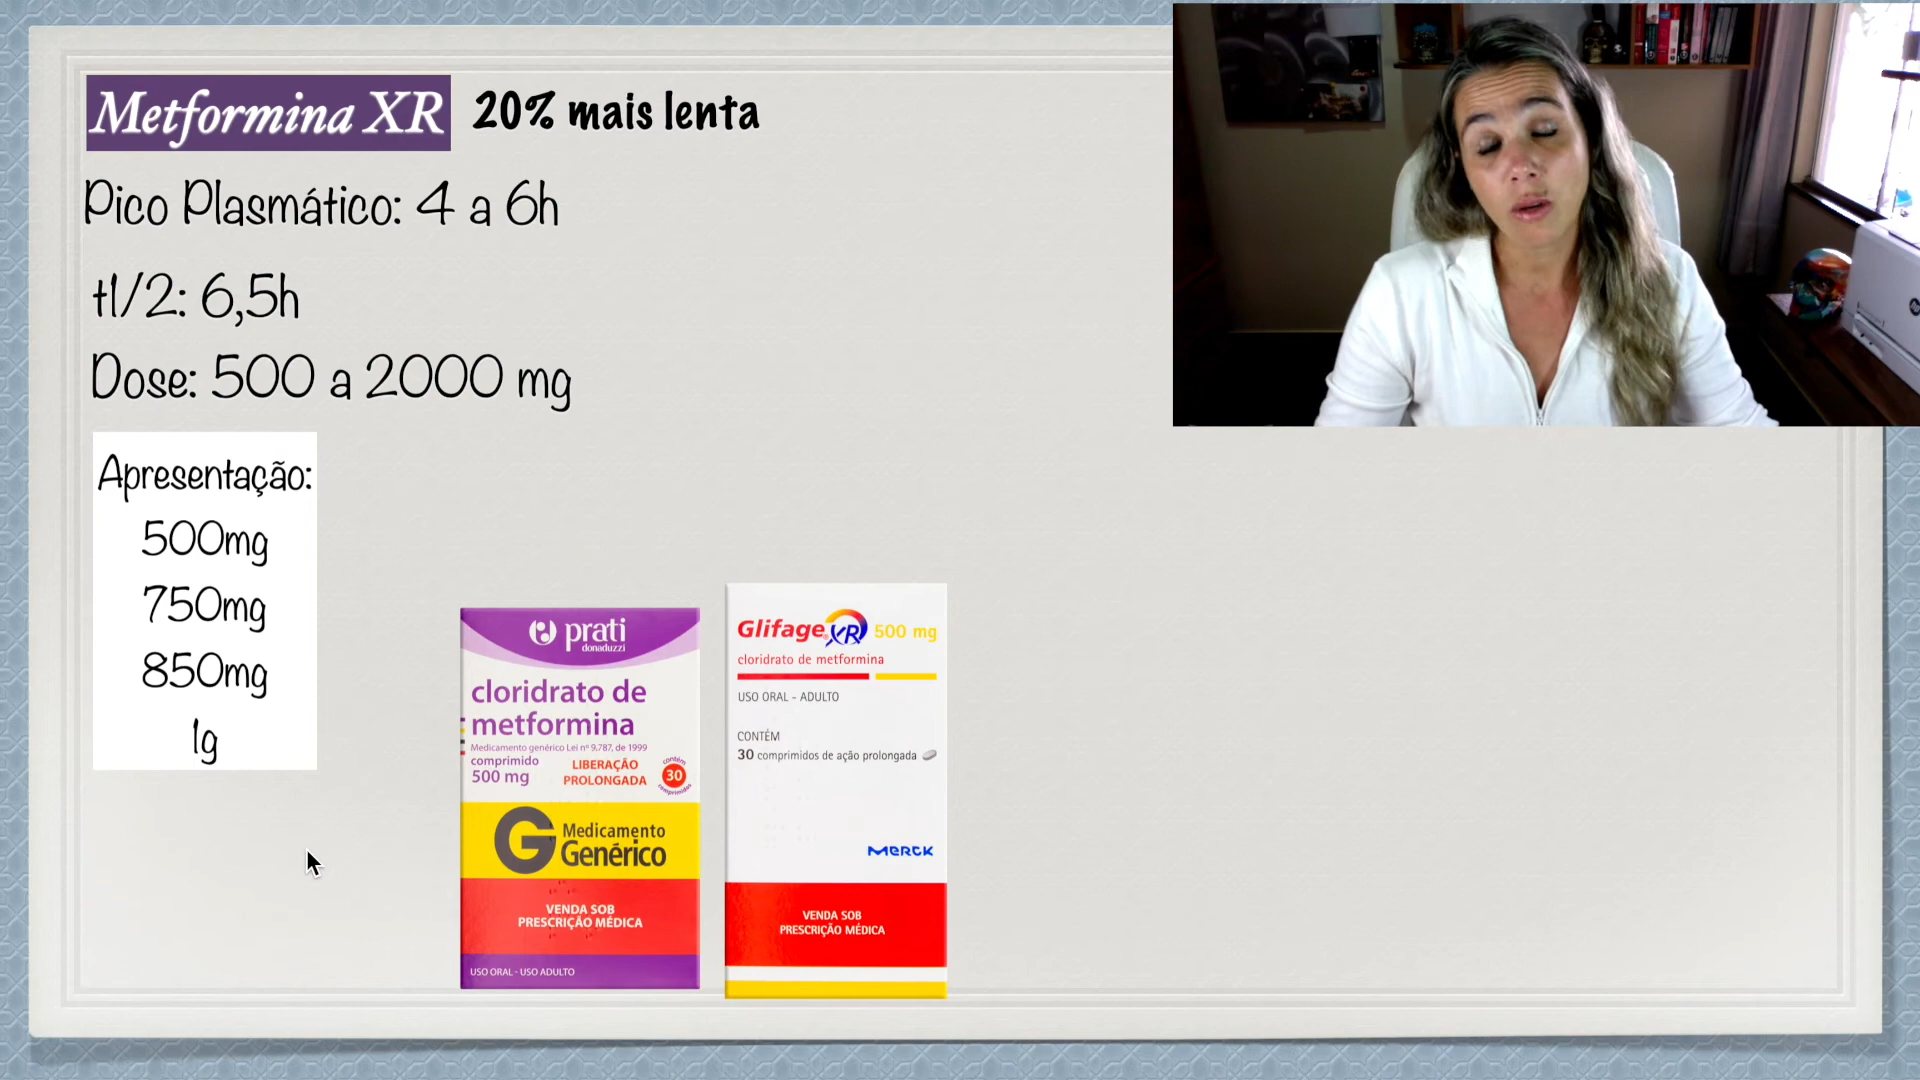 Metformina XR 20% mais lenta
Pico Plasmático: 4 a 6h
t1/2: 6,5h
Dose: 500 a 2000 mg
Apresentação:
500mg
750mg
850mg
1g
prati
donaduzzi
cloridrato de
metformina
Medicamento genérico Lei nº 9.787, de 1999
comprimido
500 mg
LIBERAÇÃO
PROLONGADA
contém
30
comprimidos
G Medicamento
Genérico
VENDA SOB
PRESCRIÇÃO MÉDICA
USO ORAL - USO ADULTO
Glifage XR 500 mg
cloridrato de metformina
USO ORAL - ADULTO
CONTÉM
30 comprimidos de ação prolongada
MERCK
VENDA SOB
PRESCRIÇÃO MÉDICA
hp